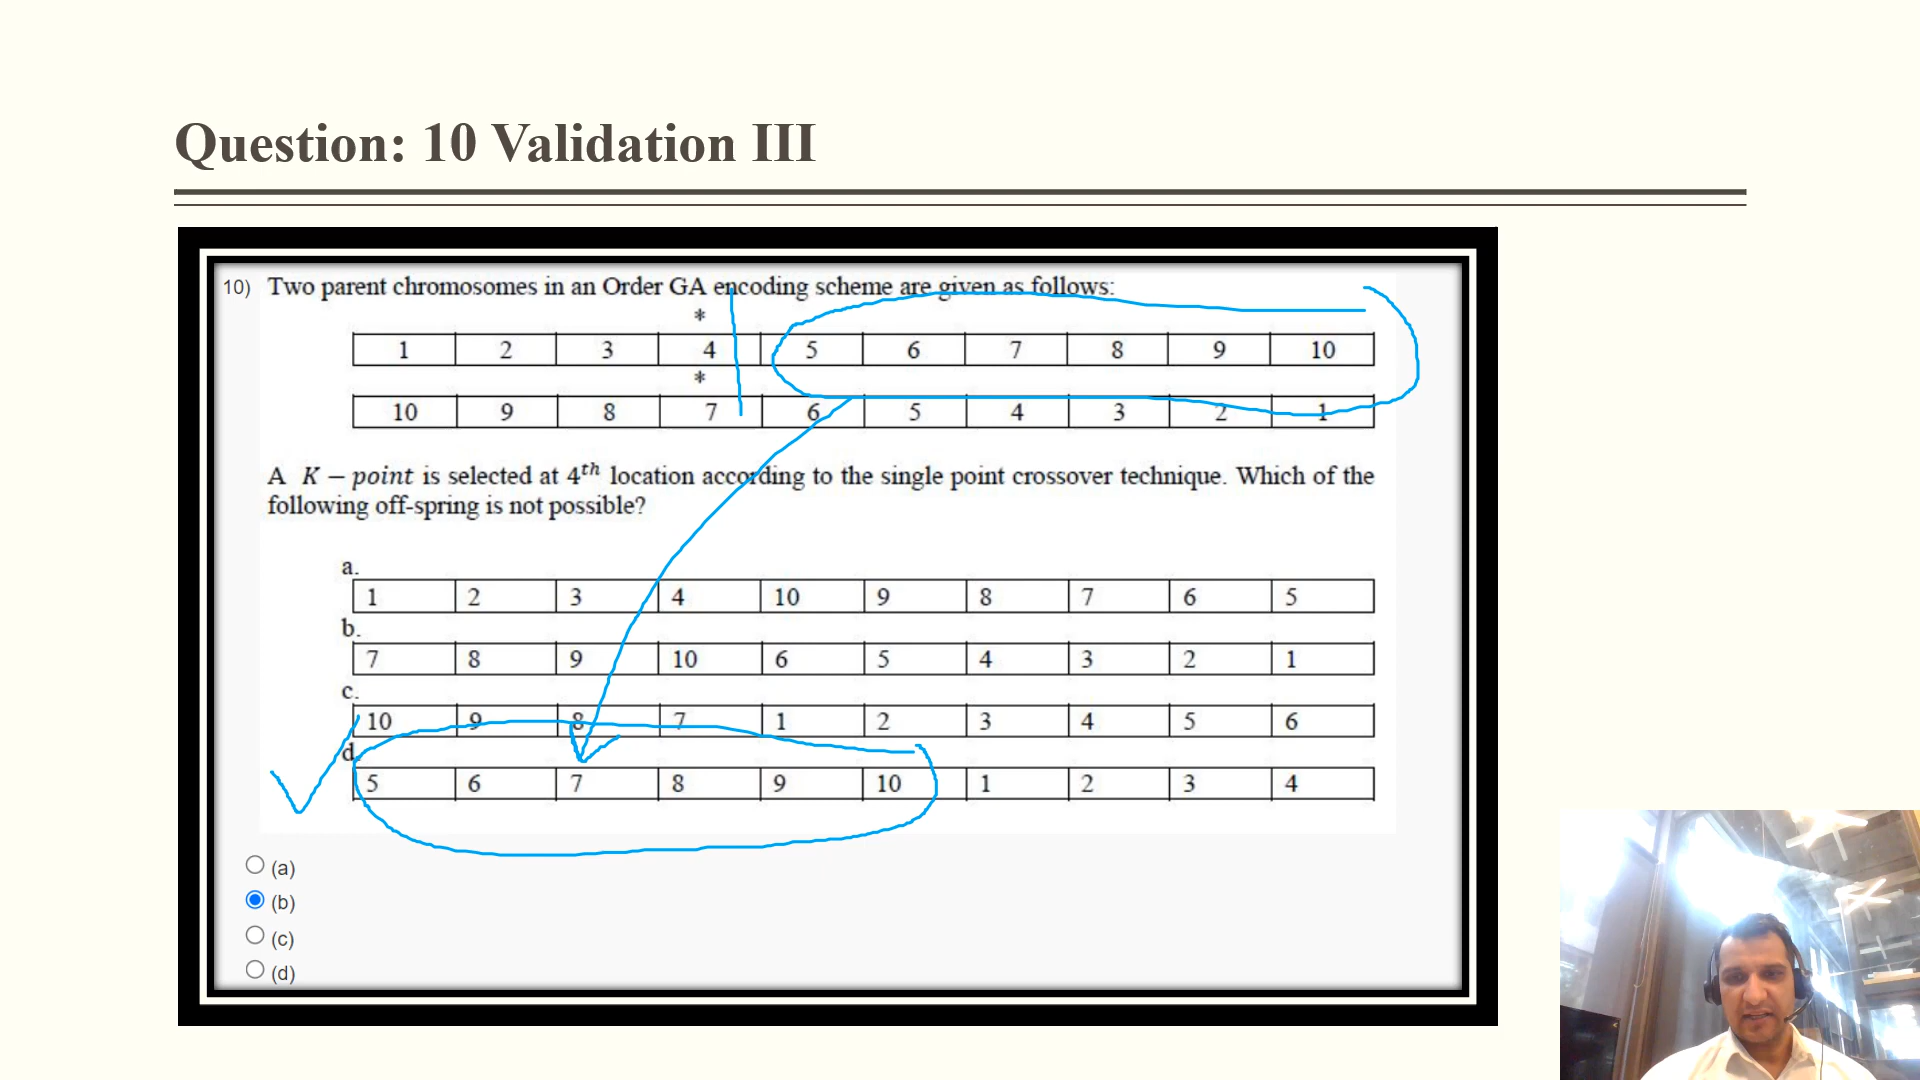 Question: 10 Validation III
10) Two parent chromosomes in an Order GA encoding scheme are given as follows:
*
1 2 3 4 5 6 7 8 9 10
*
10 9 8 7 6 5 4 3 2 1
A K – point is selected at 4th location according to the single point crossover technique. Which of the
following off-spring is not possible?
a.
1 2 3 4 10 9 8 7 6 5
b.
7 8 9 10 6 5 4 3 2 1
c.
10 9 8 7 1 2 3 4 5 6
d.
5 6 7 8 9 10 1 2 3 4
(a)
(b)
(c)
(d)